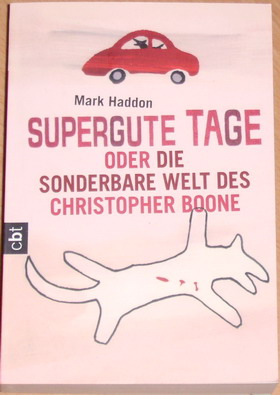 Mark Haddon
SUPERGUTE TAGE
ODER DIE
SONDERBARE WELT DES
CHRISTOPHER BOONE
cbt